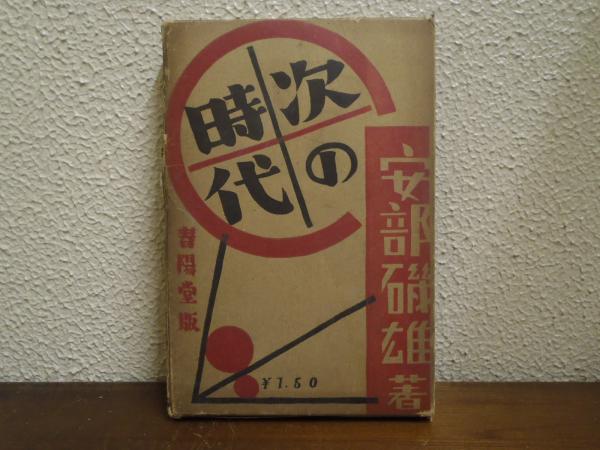 次の
時代
安部磯雄著
春陽堂版
¥1.50